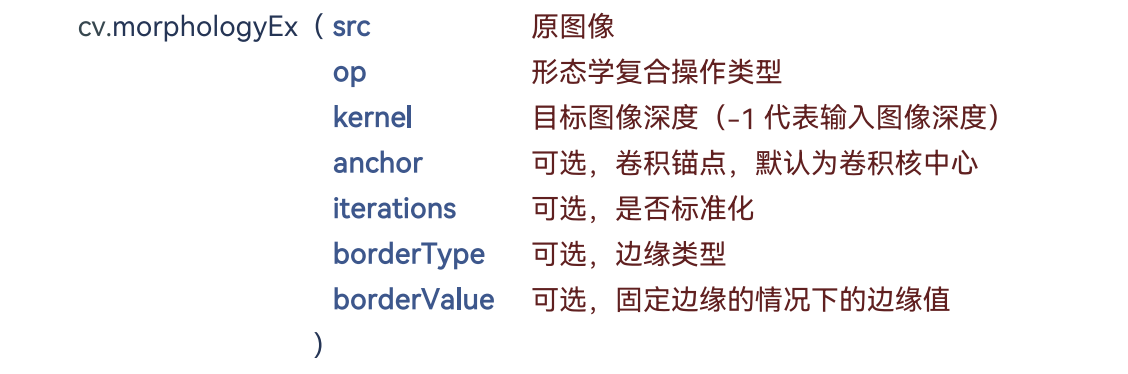 cv.morphologyEx ( src 原图像
op 形态学复合操作类型
kernel 目标图像深度（-1 代表输入图像深度）
anchor 可选，卷积锚点，默认为卷积核中心
iterations 可选，是否标准化
borderType 可选，边缘类型
borderValue 可选，固定边缘的情况下的边缘值
)